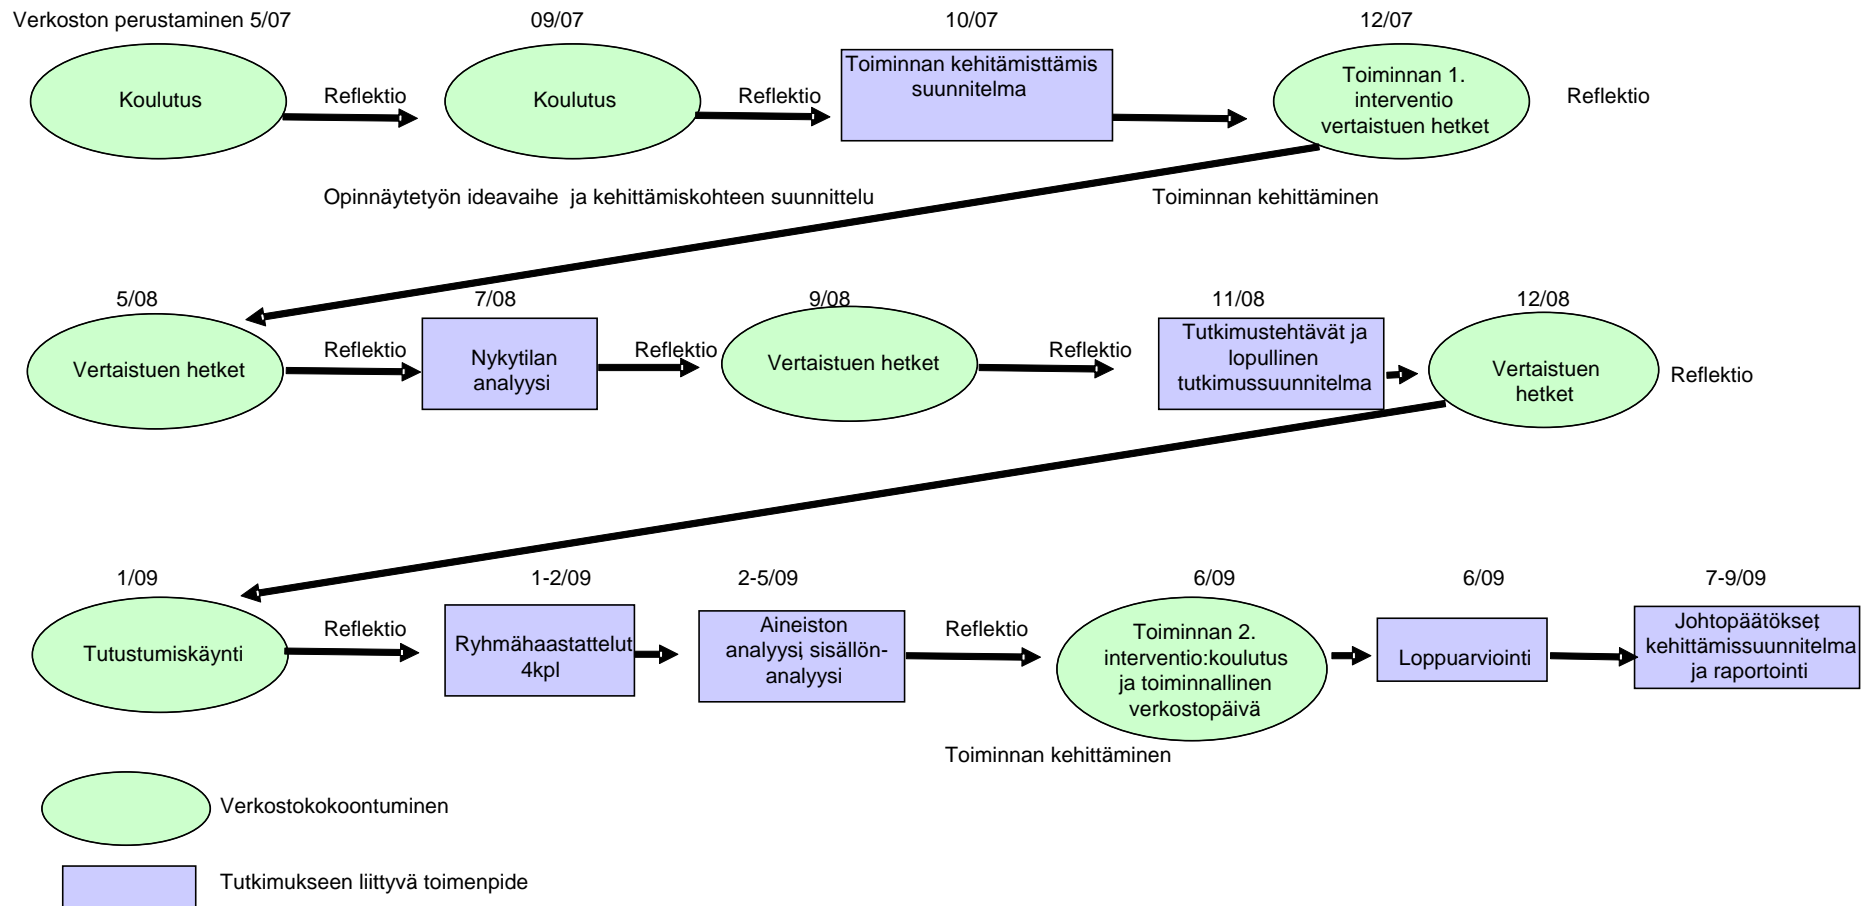 Verkoston perustaminen 5/07
09/07
10/07
12/07
Koulutus
Reflektio
Koulutus
Reflektio
Toiminnan kehitämisttämis
suunnitelma
Toiminnan 1.
interventio
vertaistuen hetket
Reflektio
Opinnäytetyön ideavaihe ja kehittämiskohteen suunnittelu
Toiminnan kehittäminen
5/08
7/08
9/08
11/08
12/08
Vertaistuen hetket
Reflektio
Nykytilan
analyysi
Reflektio
Vertaistuen hetket
Reflektio
Tutkimustehtävät ja
lopullinen
tutkimussuunnitelma
Vertaistuen
hetket
Reflektio
1/09
1-2/09
2-5/09
6/09
6/09
7-9/09
Tutustumiskäynti
Reflektio
Ryhmähaastattelut
4kpl
Aineiston
analyysi, sisällön-
analyysi
Reflektio
Toiminnan 2.
interventio:koulutus
ja toiminnallinen
verkostopäivä
Loppuarviointi
Johtopäätökset,
kehittämissuunnitelma
ja raportointi
Toiminnan kehittäminen
Verkostokokoontuminen
Tutkimukseen liittyvä toimenpide